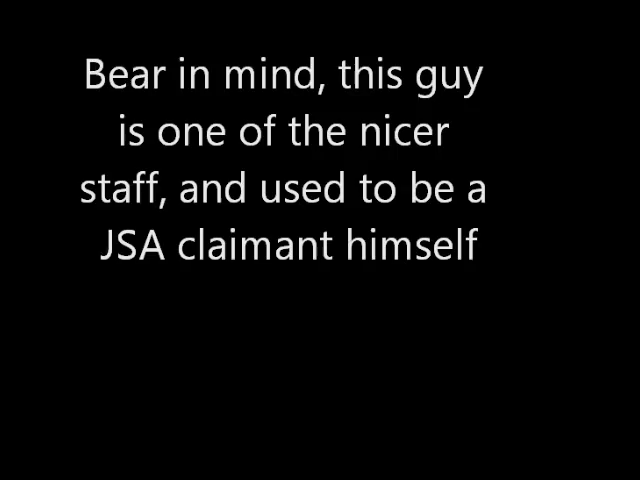 Bear in mind, this guy
is one of the nicer
staff, and used to be a
JSA claimant himself